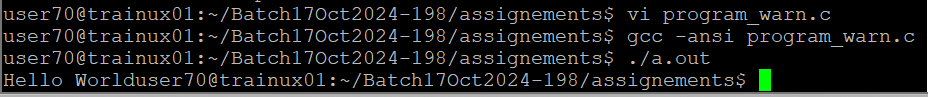 user70@trainux01:~/Batch17Oct2024-198/assignements$ vi program_warn.c
user70@trainux01:~/Batch17Oct2024-198/assignements$ gcc -ansi program_warn.c
user70@trainux01:~/Batch17Oct2024-198/assignements$ ./a.out
Hello Worlduser70@trainux01:~/Batch17Oct2024-198/assignements$